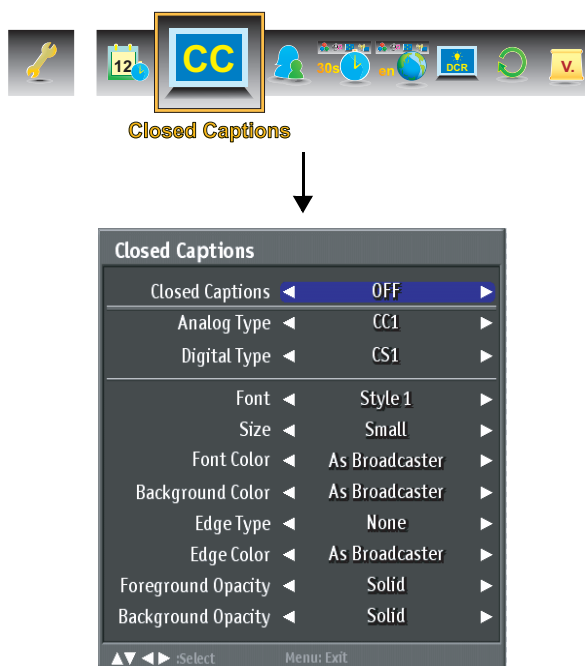 12
CC
30s
an
DCR
V.
Closed Captions
Closed Captions
Closed Captions OFF
Analog Type CC1
Digital Type CS1
Font Style 1
Size Small
Font Color As Broadcaster
Background Color As Broadcaster
Edge Type None
Edge Color As Broadcaster
Foreground Opacity Solid
Background Opacity Solid
▲▼ ◀▶ :Select Menu: Exit